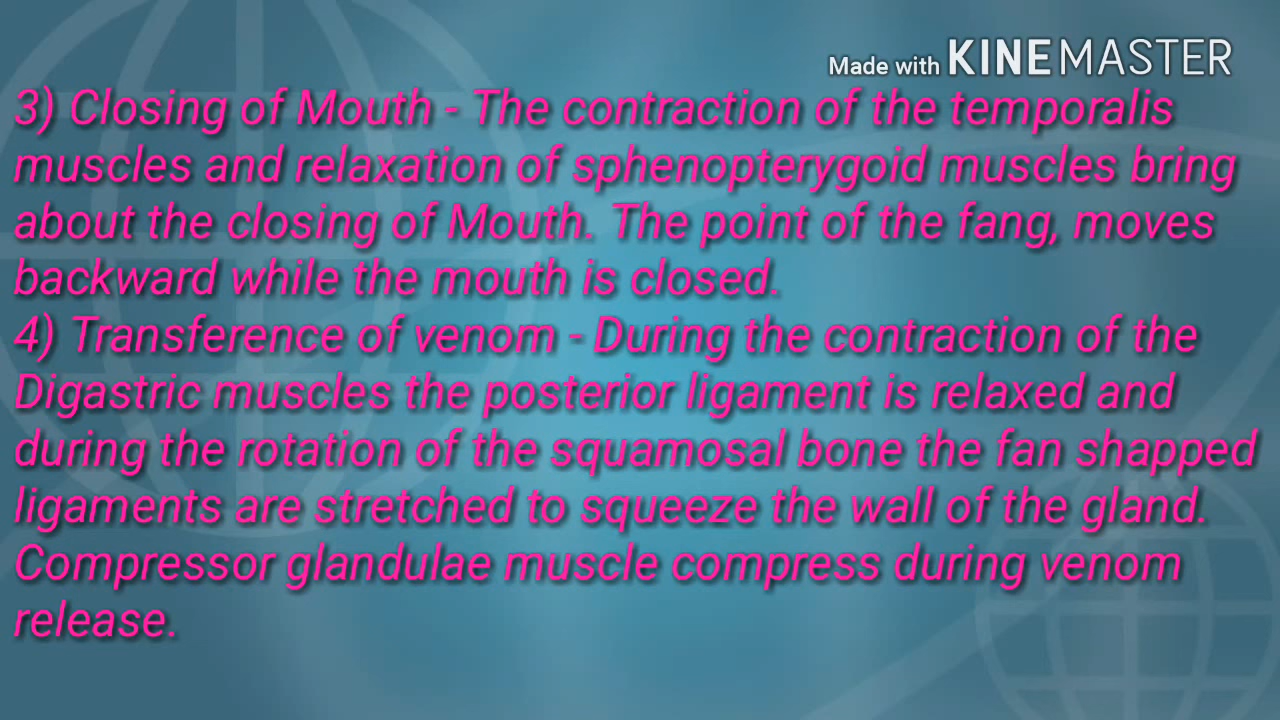 Made with KINEMASTER
3) Closing of Mouth - The contraction of the temporalis
muscles and relaxation of sphenopterygoid muscles bring
about the closing of Mouth. The point of the fang, moves
backward while the mouth is closed.
4) Transference of venom - During the contraction of the
Digastric muscles the posterior ligament is relaxed and
during the rotation of the squamosal bone the fan shapped
ligaments are stretched to squeeze the wall of the gland.
Compressor glandulae muscle compress during venom
release.